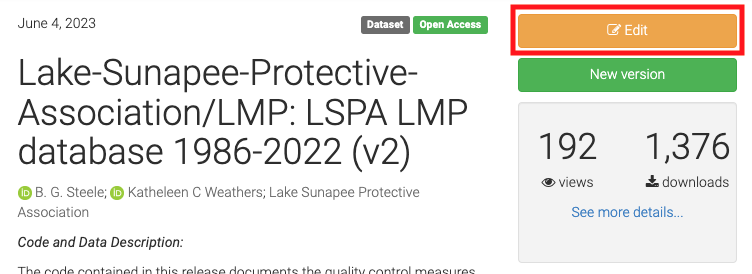 June 4, 2023
Dataset Open Access
Lake-Sunapee-Protective-
Association/LMP: LSPA LMP
database 1986-2022 (v2)
iD B. G. Steele; iD Katheleen C Weathers; Lake Sunapee Protective
Association
Code and Data Description:
The code contained in this release documents the quality control measures
Edit
New version
192 1,376
views downloads
See more details...